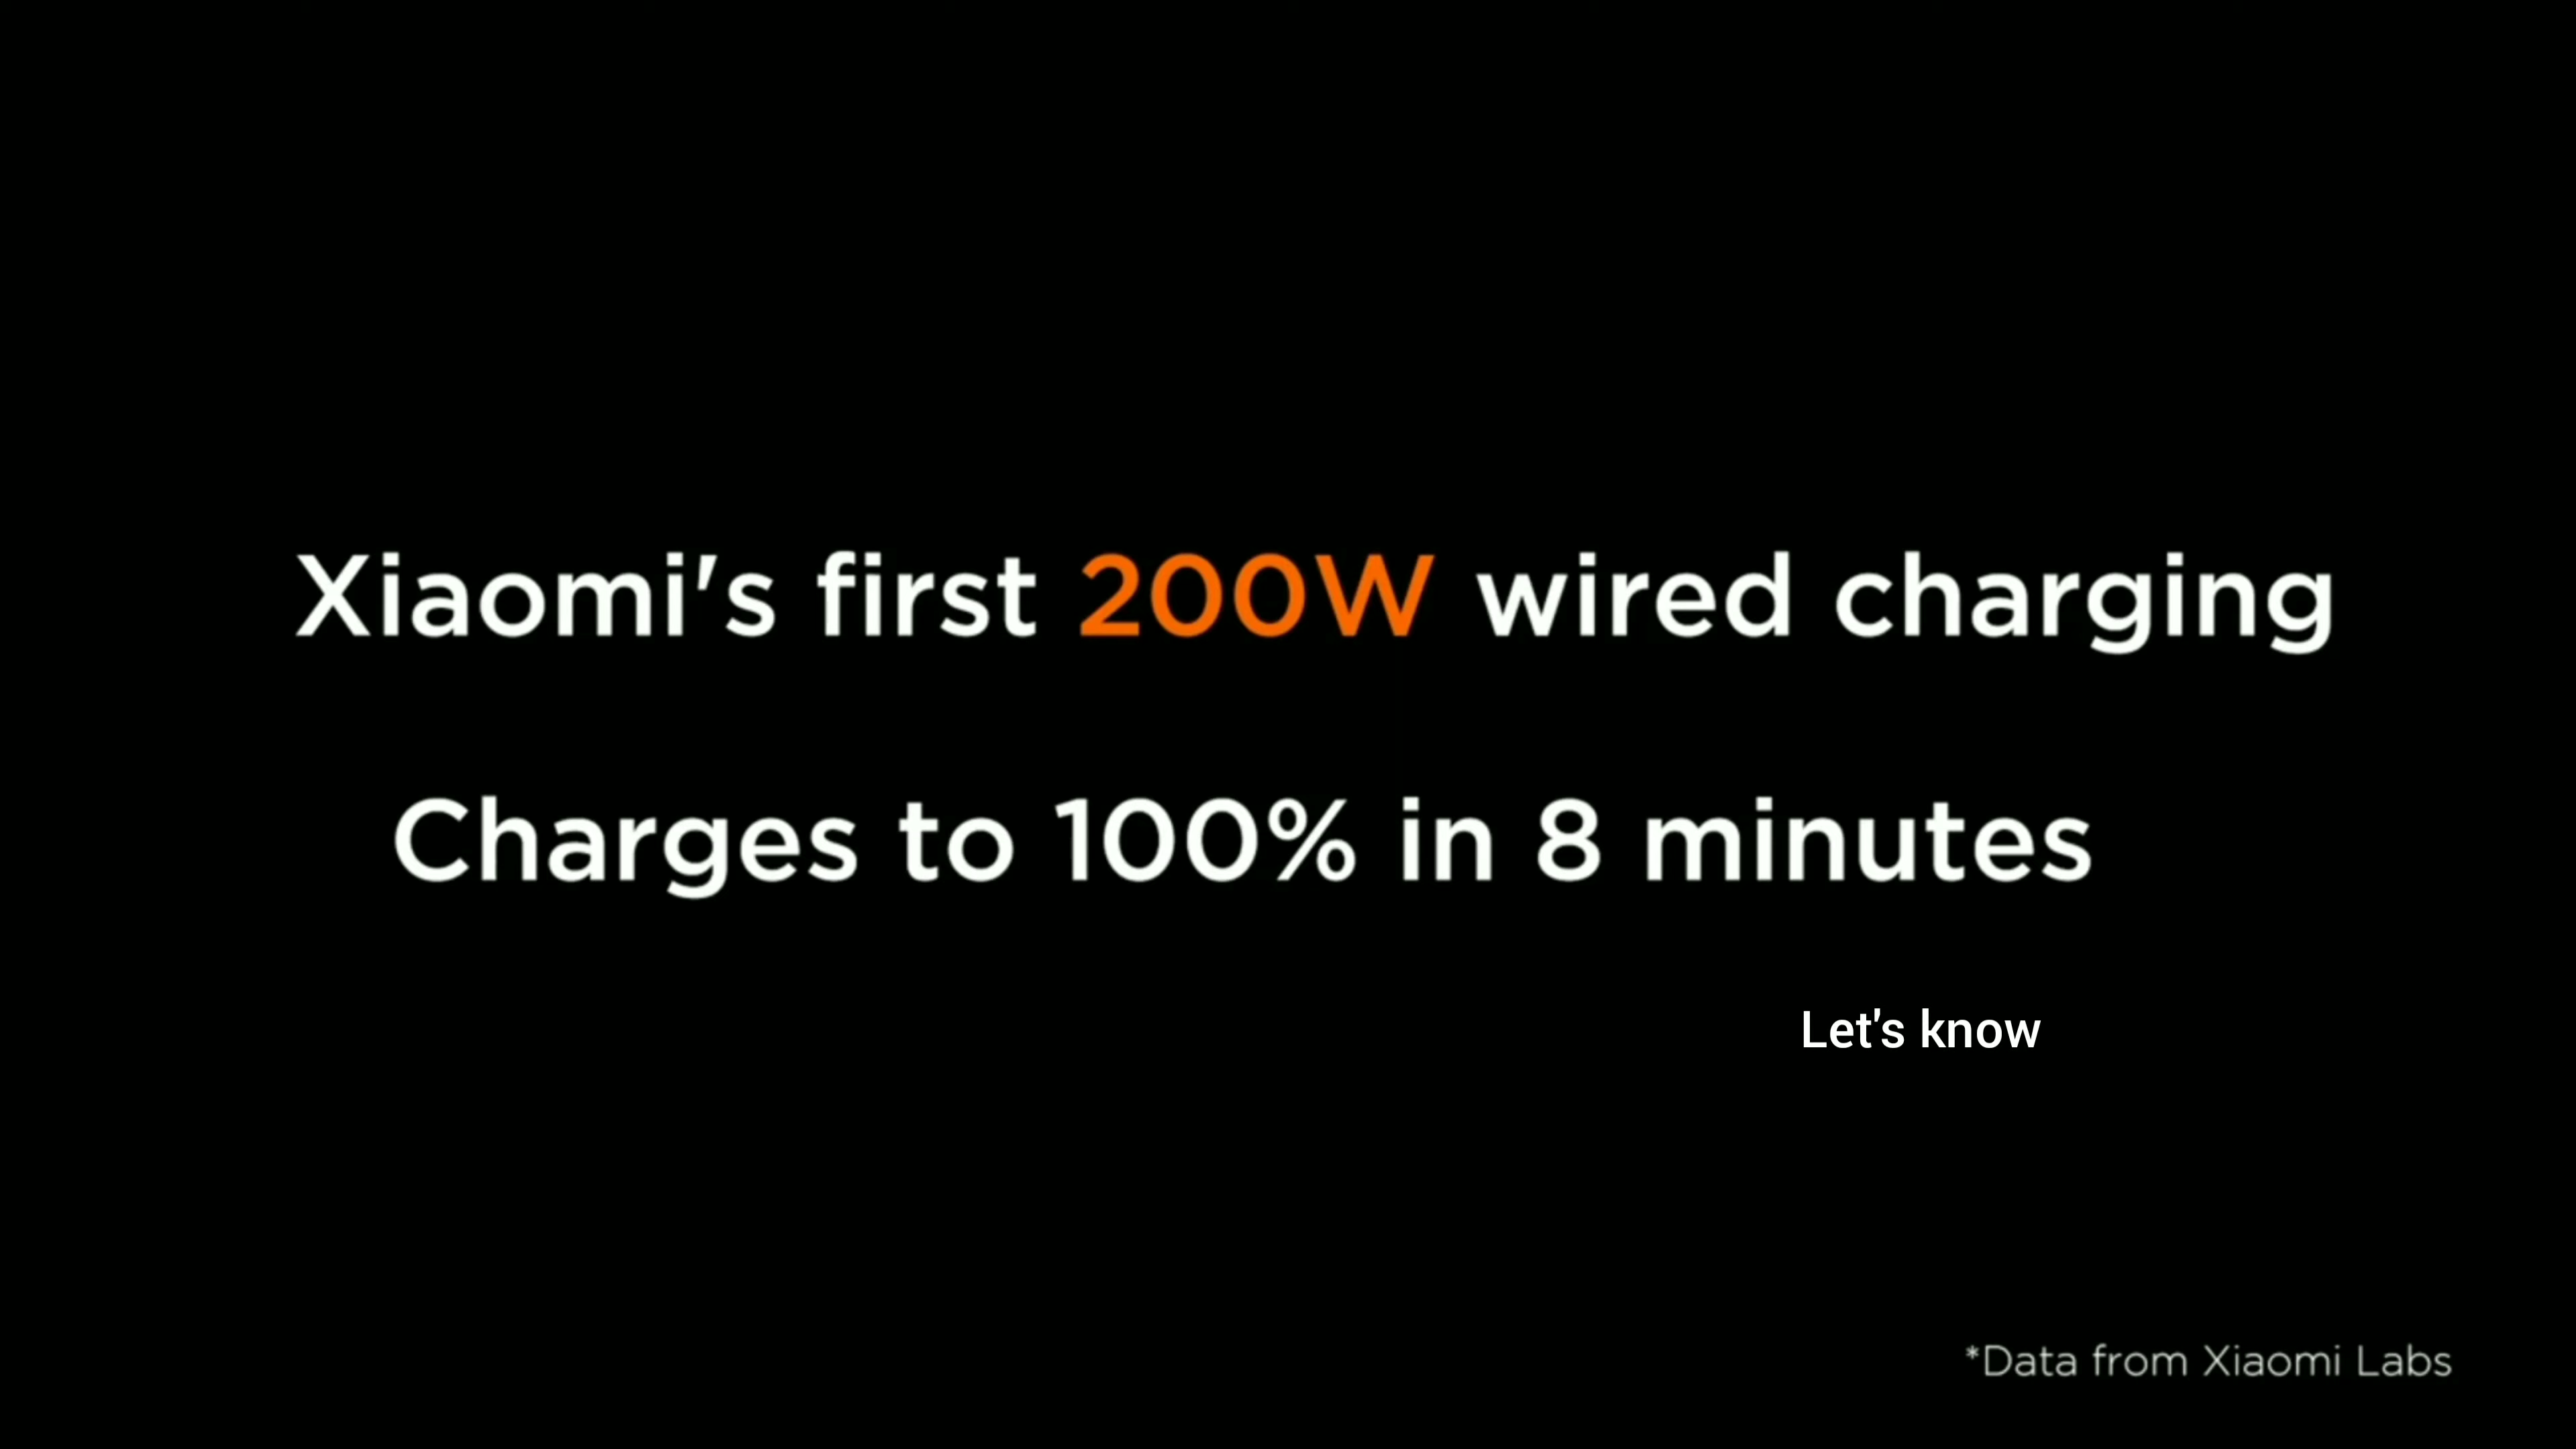 Xiaomi's first 200W wired charging
Charges to 100% in 8 minutes
Let's know
*Data from Xiaomi Labs